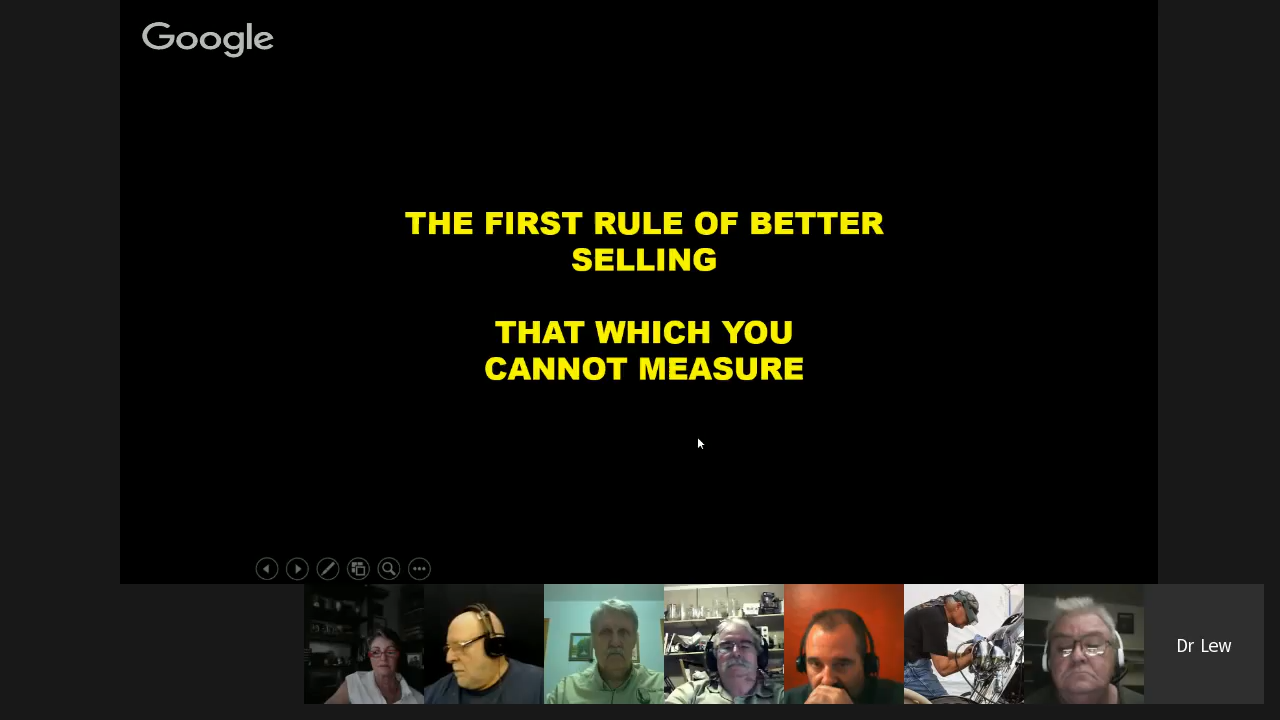 Google
THE FIRST RULE OF BETTER
SELLING
THAT WHICH YOU
CANNOT MEASURE
Dr Lew